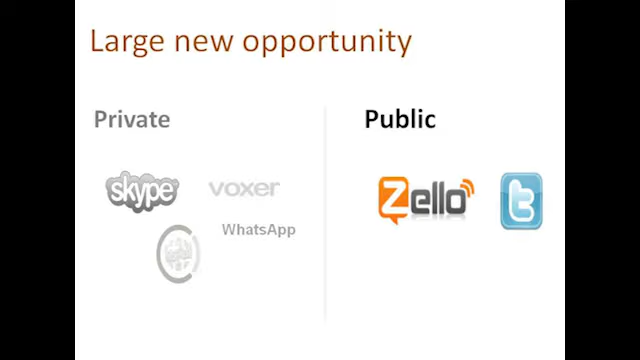 Large new opportunity
Private
Public
skype
voxer
zello
t
WhatsApp